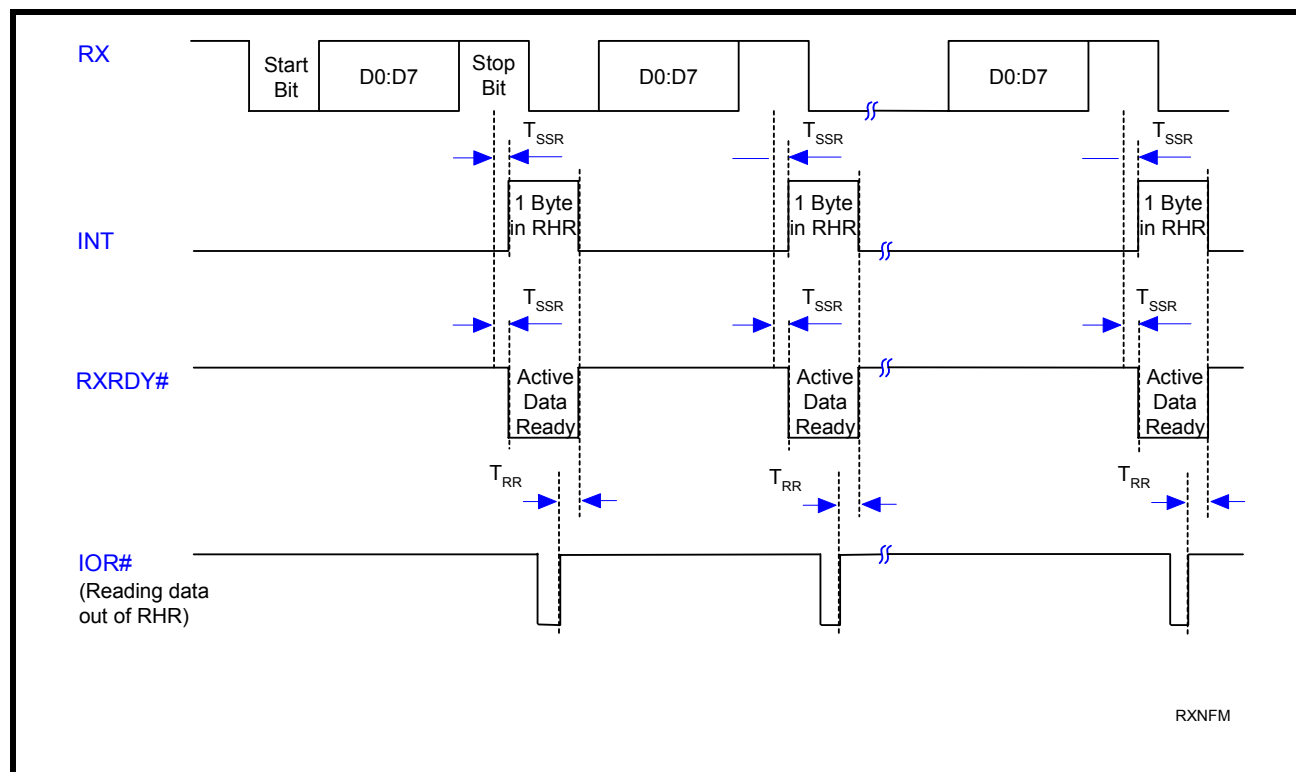 RX
Start
Bit
D0:D7
Stop
Bit
D0:D7
D0:D7
TSSR
TSSR
TSSR
INT
1 Byte
in RHR
1 Byte
in RHR
1 Byte
in RHR
TSSR
TSSR
TSSR
RXRDY#
Active
Data
Ready
Active
Data
Ready
Active
Data
Ready
TRR
TRR
TRR
IOR#
(Reading data
out of RHR)
RXNFM